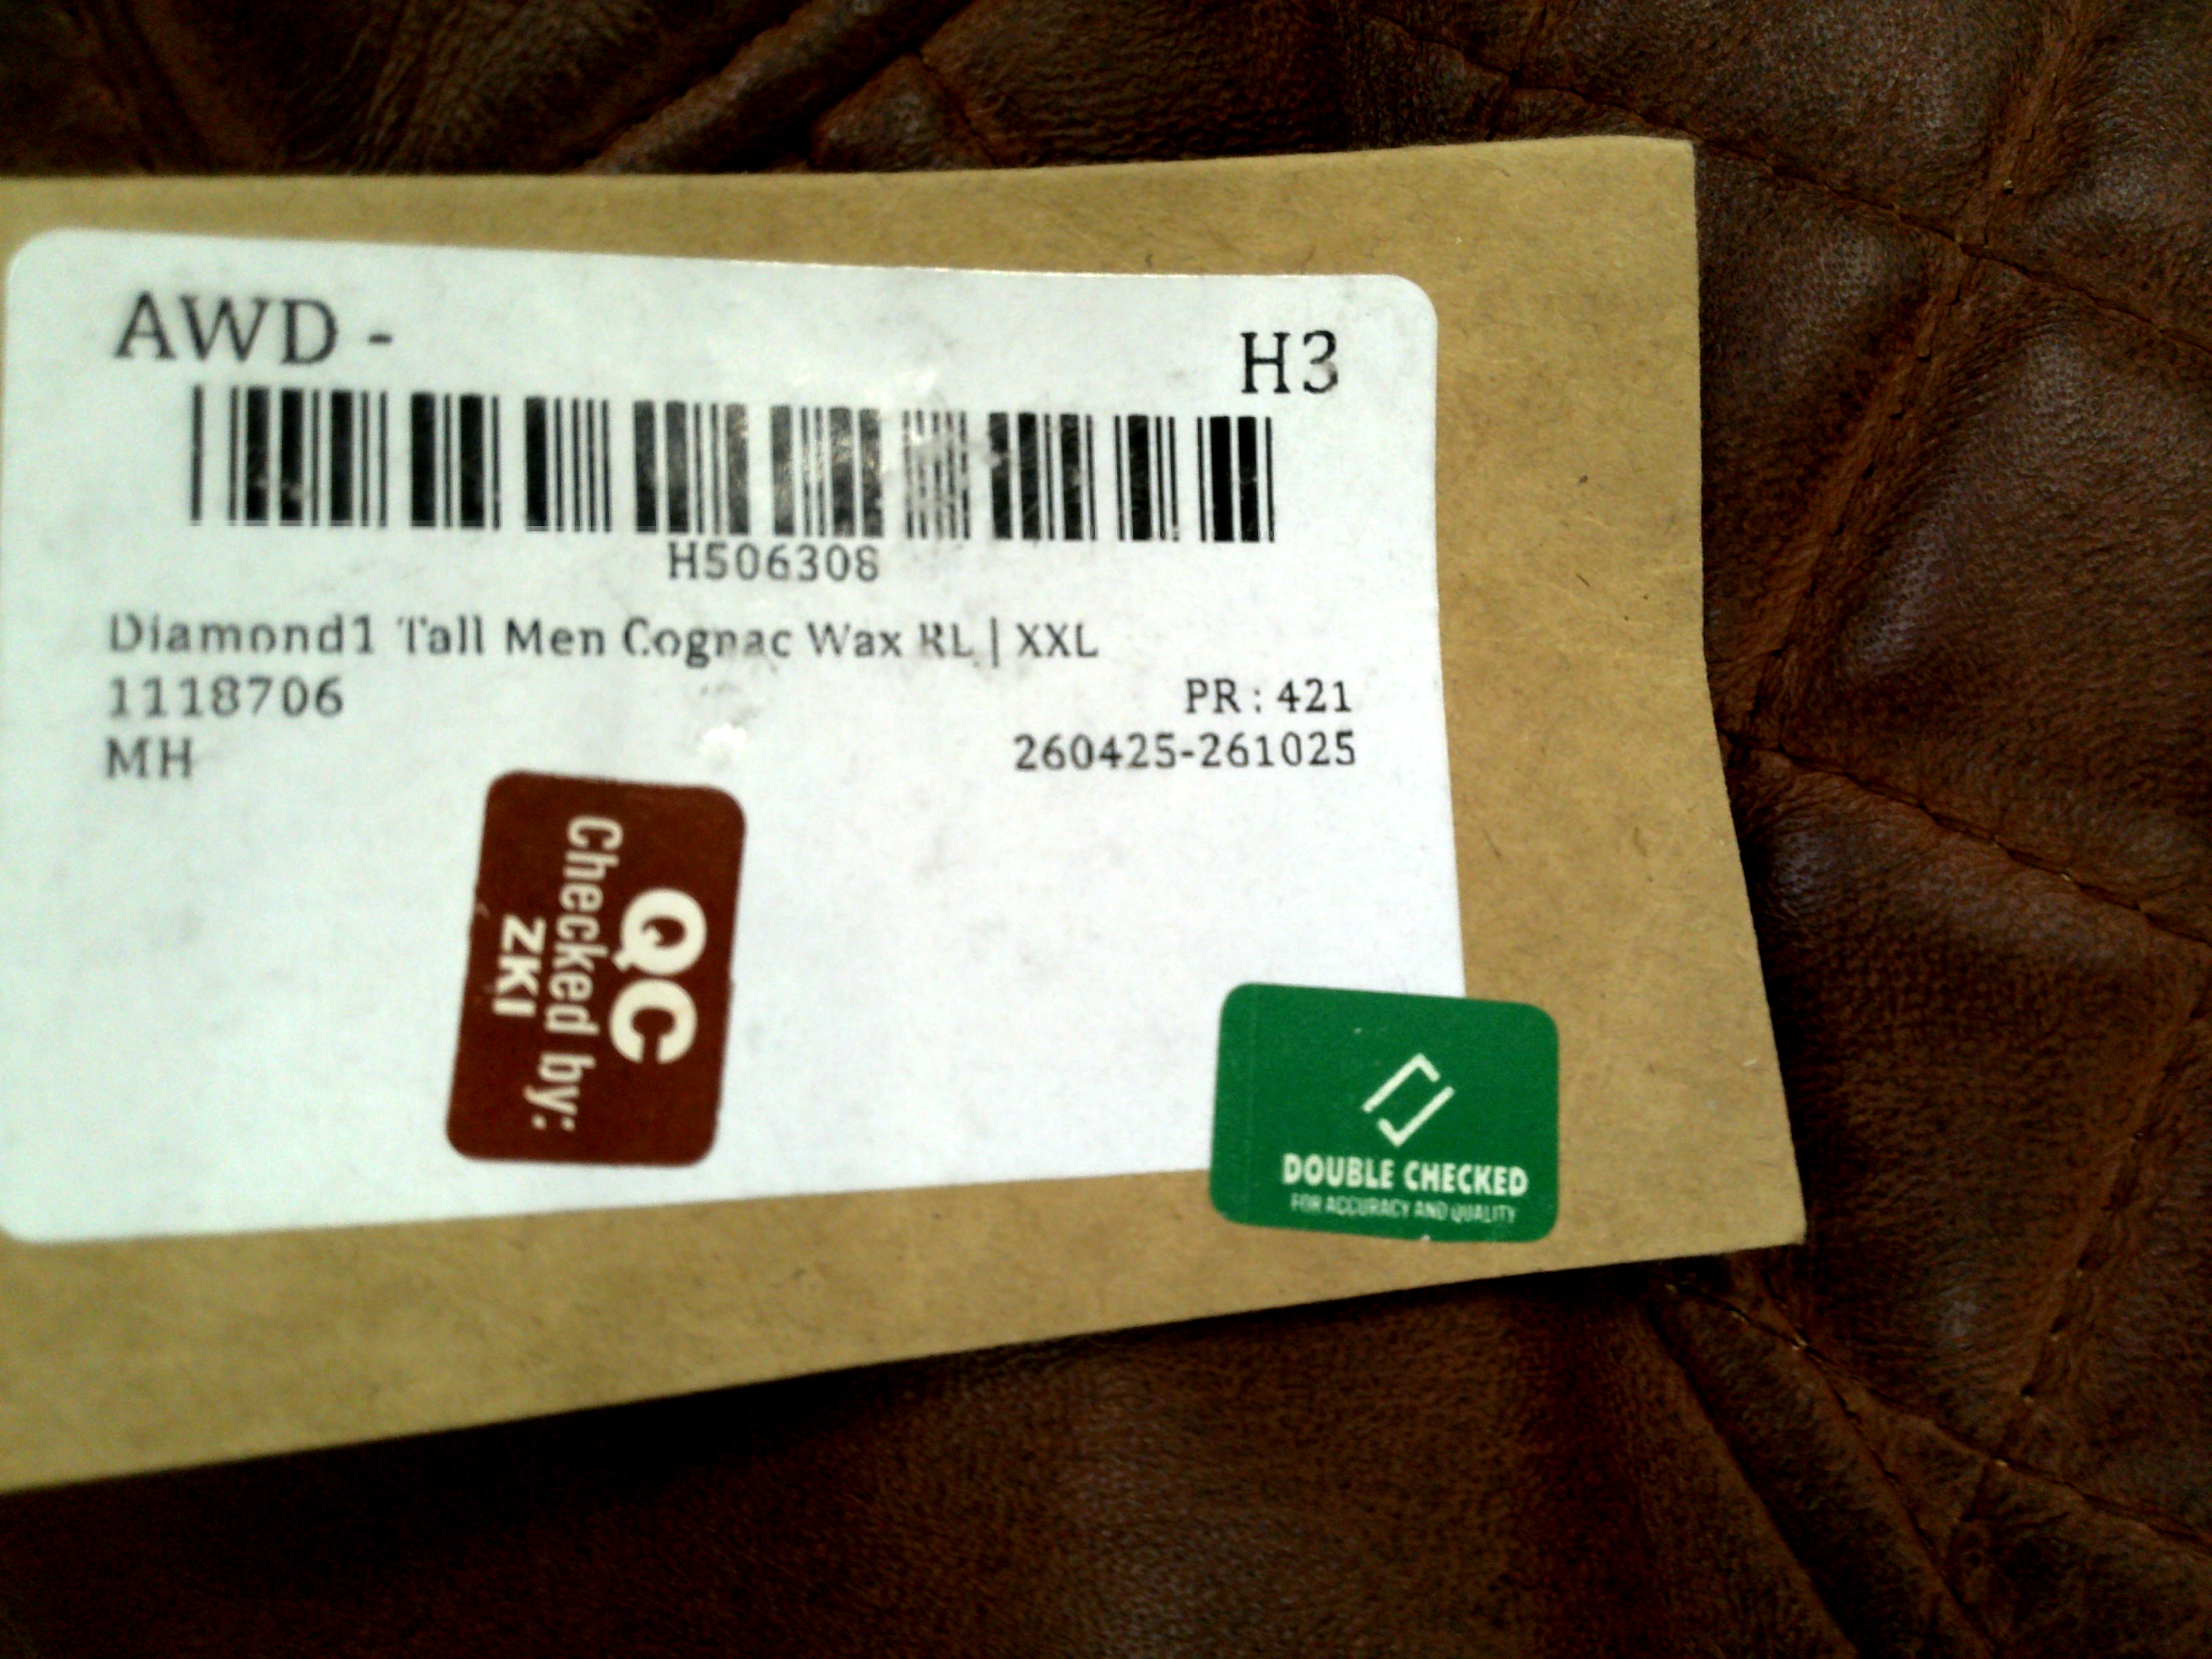 AWD - H3
H506308
Diamond1 Tall Men Cognac Wax RL | XXL
1118706 PR : 421
MH 260425-261025
QC
Checked by:
ZKI
DOUBLE CHECKED
FOR ACCURACY AND QUALITY